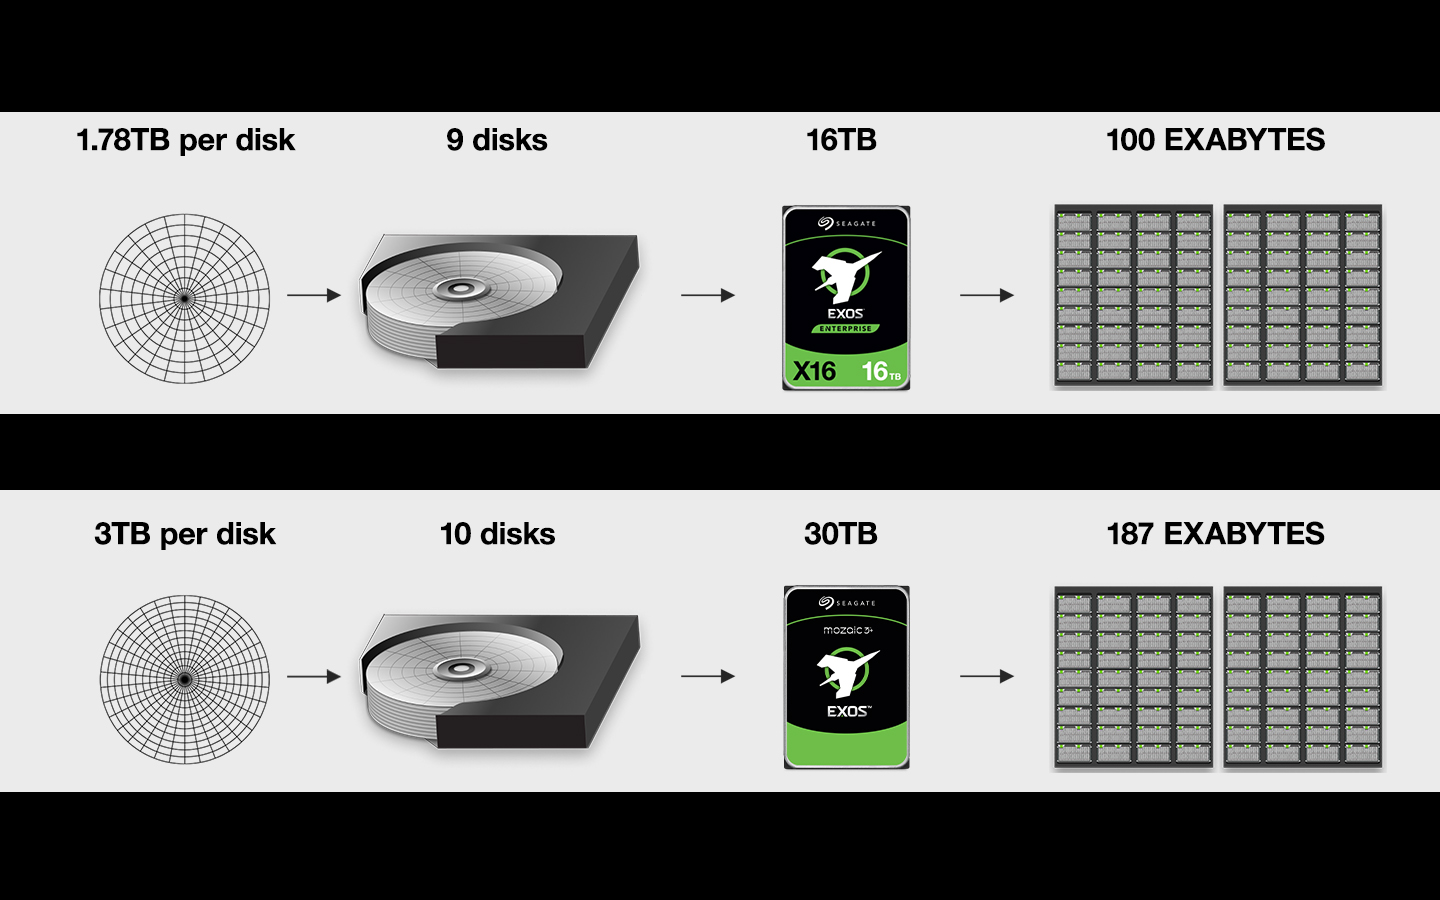 1.78TB per disk
9 disks
16TB
100 EXABYTES
SEAGATE
EXOS
ENTERPRISE
X16 16TB
3TB per disk
10 disks
30TB
187 EXABYTES
SEAGATE
mozaic 3+
EXOS™